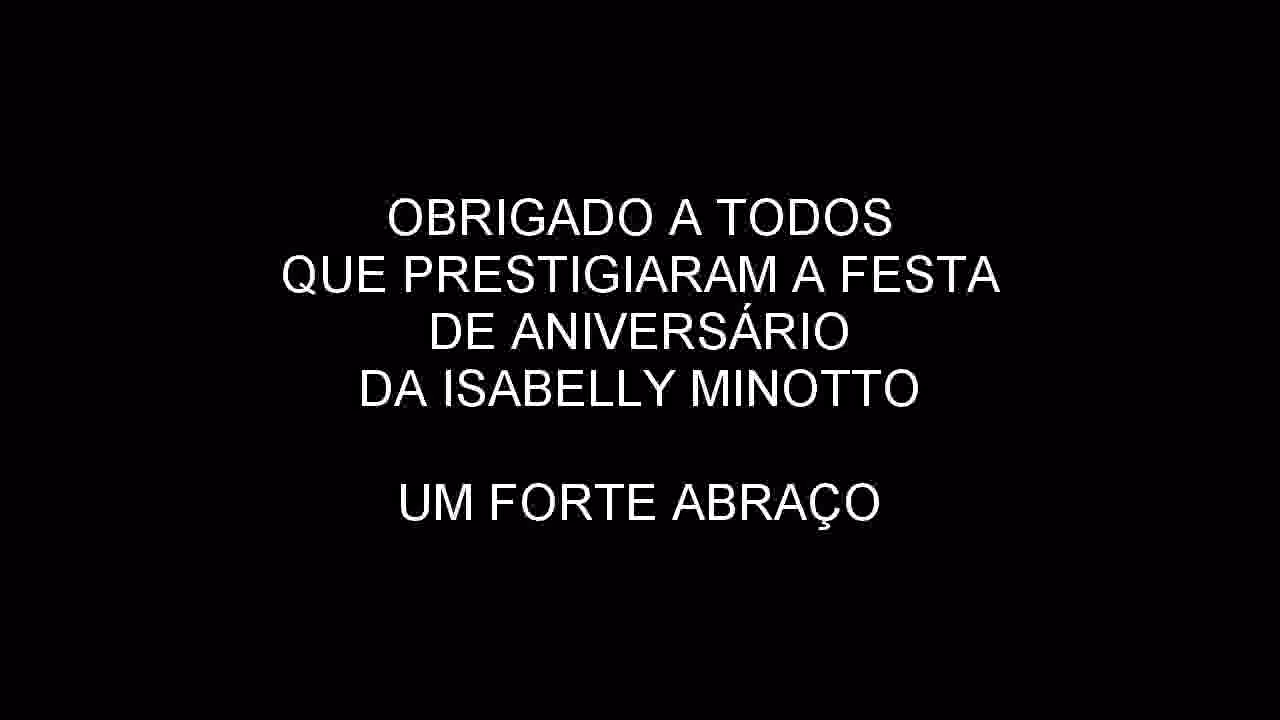 OBRIGADO A TODOS
QUE PRESTIGIARAM A FESTA
DE ANIVERSÁRIO
DA ISABELLY MINOTTO
UM FORTE ABRAÇO